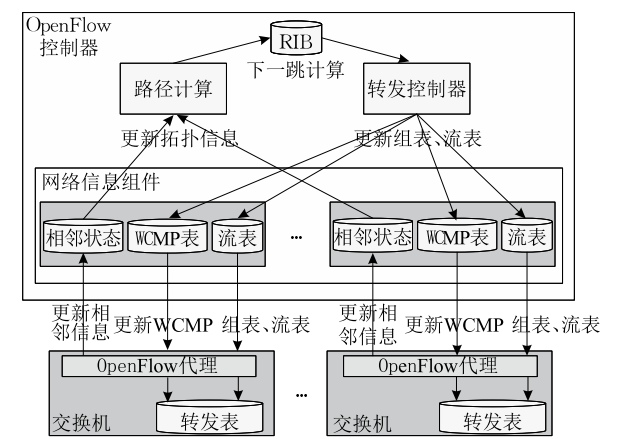 OpenFlow
控制器
RIB
下一跳计算
路径计算
转发控制器
更新拓扑信息
更新组表、流表
网络信息组件
相邻状态
WCMP表
流表
...
相邻状态
WCMP表
流表
更新相
邻信息
更新WCMP 组表、流表
更新相
邻信息
更新WCMP 组表、流表
OpenFlow代理
OpenFlow代理
...
交换机
转发表
交换机
转发表